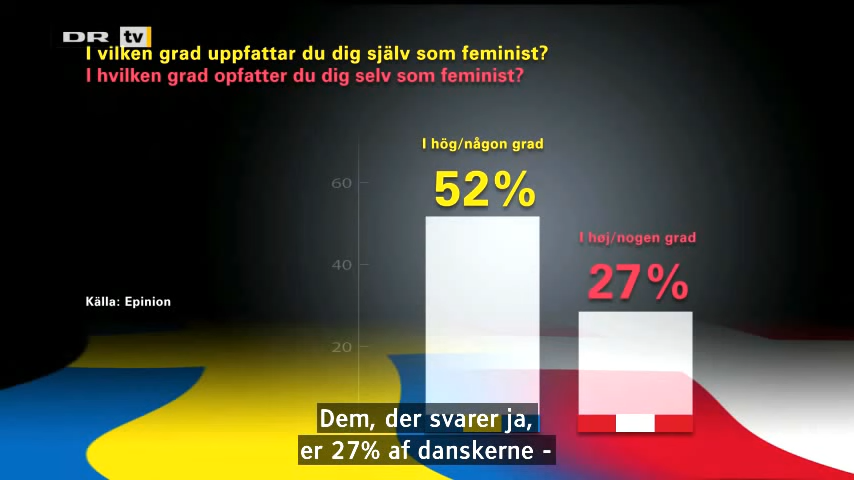 DR tv
I vilken grad uppfattar du dig själv som feminist?
I hvilken grad opfatter du dig selv som feminist?
I hög/någon grad
52%
60
I høj/nogen grad
27%
40
Källa: Epinion
20
Dem, der svarer ja,
er 27% af danskerne -